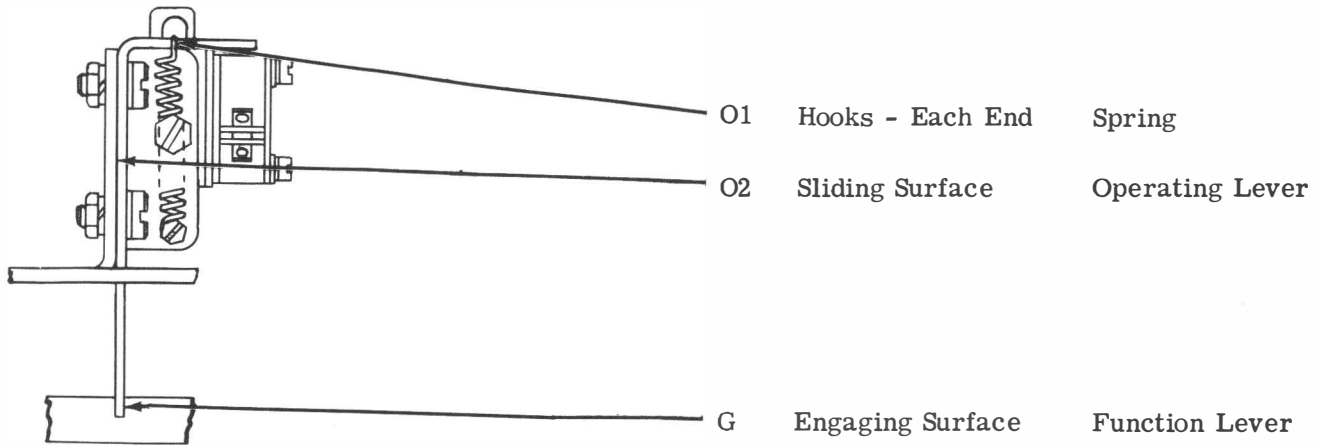 O1 Hooks - Each End Spring
O2 Sliding Surface Operating Lever
G Engaging Surface Function Lever